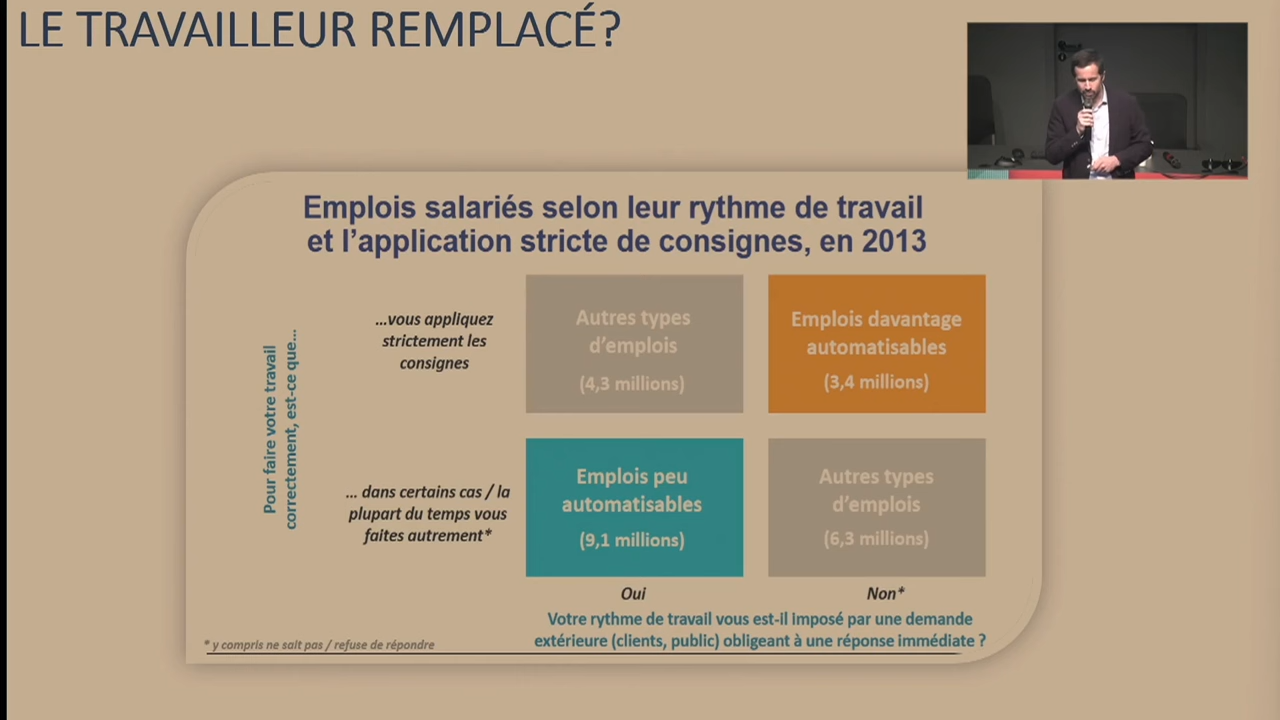 LE TRAVAILLEUR REMPLACÉ?
Emplois salariés selon leur rythme de travail
et l’application stricte de consignes, en 2013
Pour faire votre travail
correctement, est-ce que...
...vous appliquez
strictement les
consignes
Autres types
d’emplois
(4,3 millions)
Emplois davantage
automatisables
(3,4 millions)
... dans certains cas / la
plupart du temps vous
faites autrement*
Emplois peu
automatisables
(9,1 millions)
Autres types
d’emplois
(6,3 millions)
Oui
Non*
Votre rythme de travail vous est-il imposé par une demande
extérieure (clients, public) obligeant à une réponse immédiate ?
* y compris ne sait pas / refuse de répondre